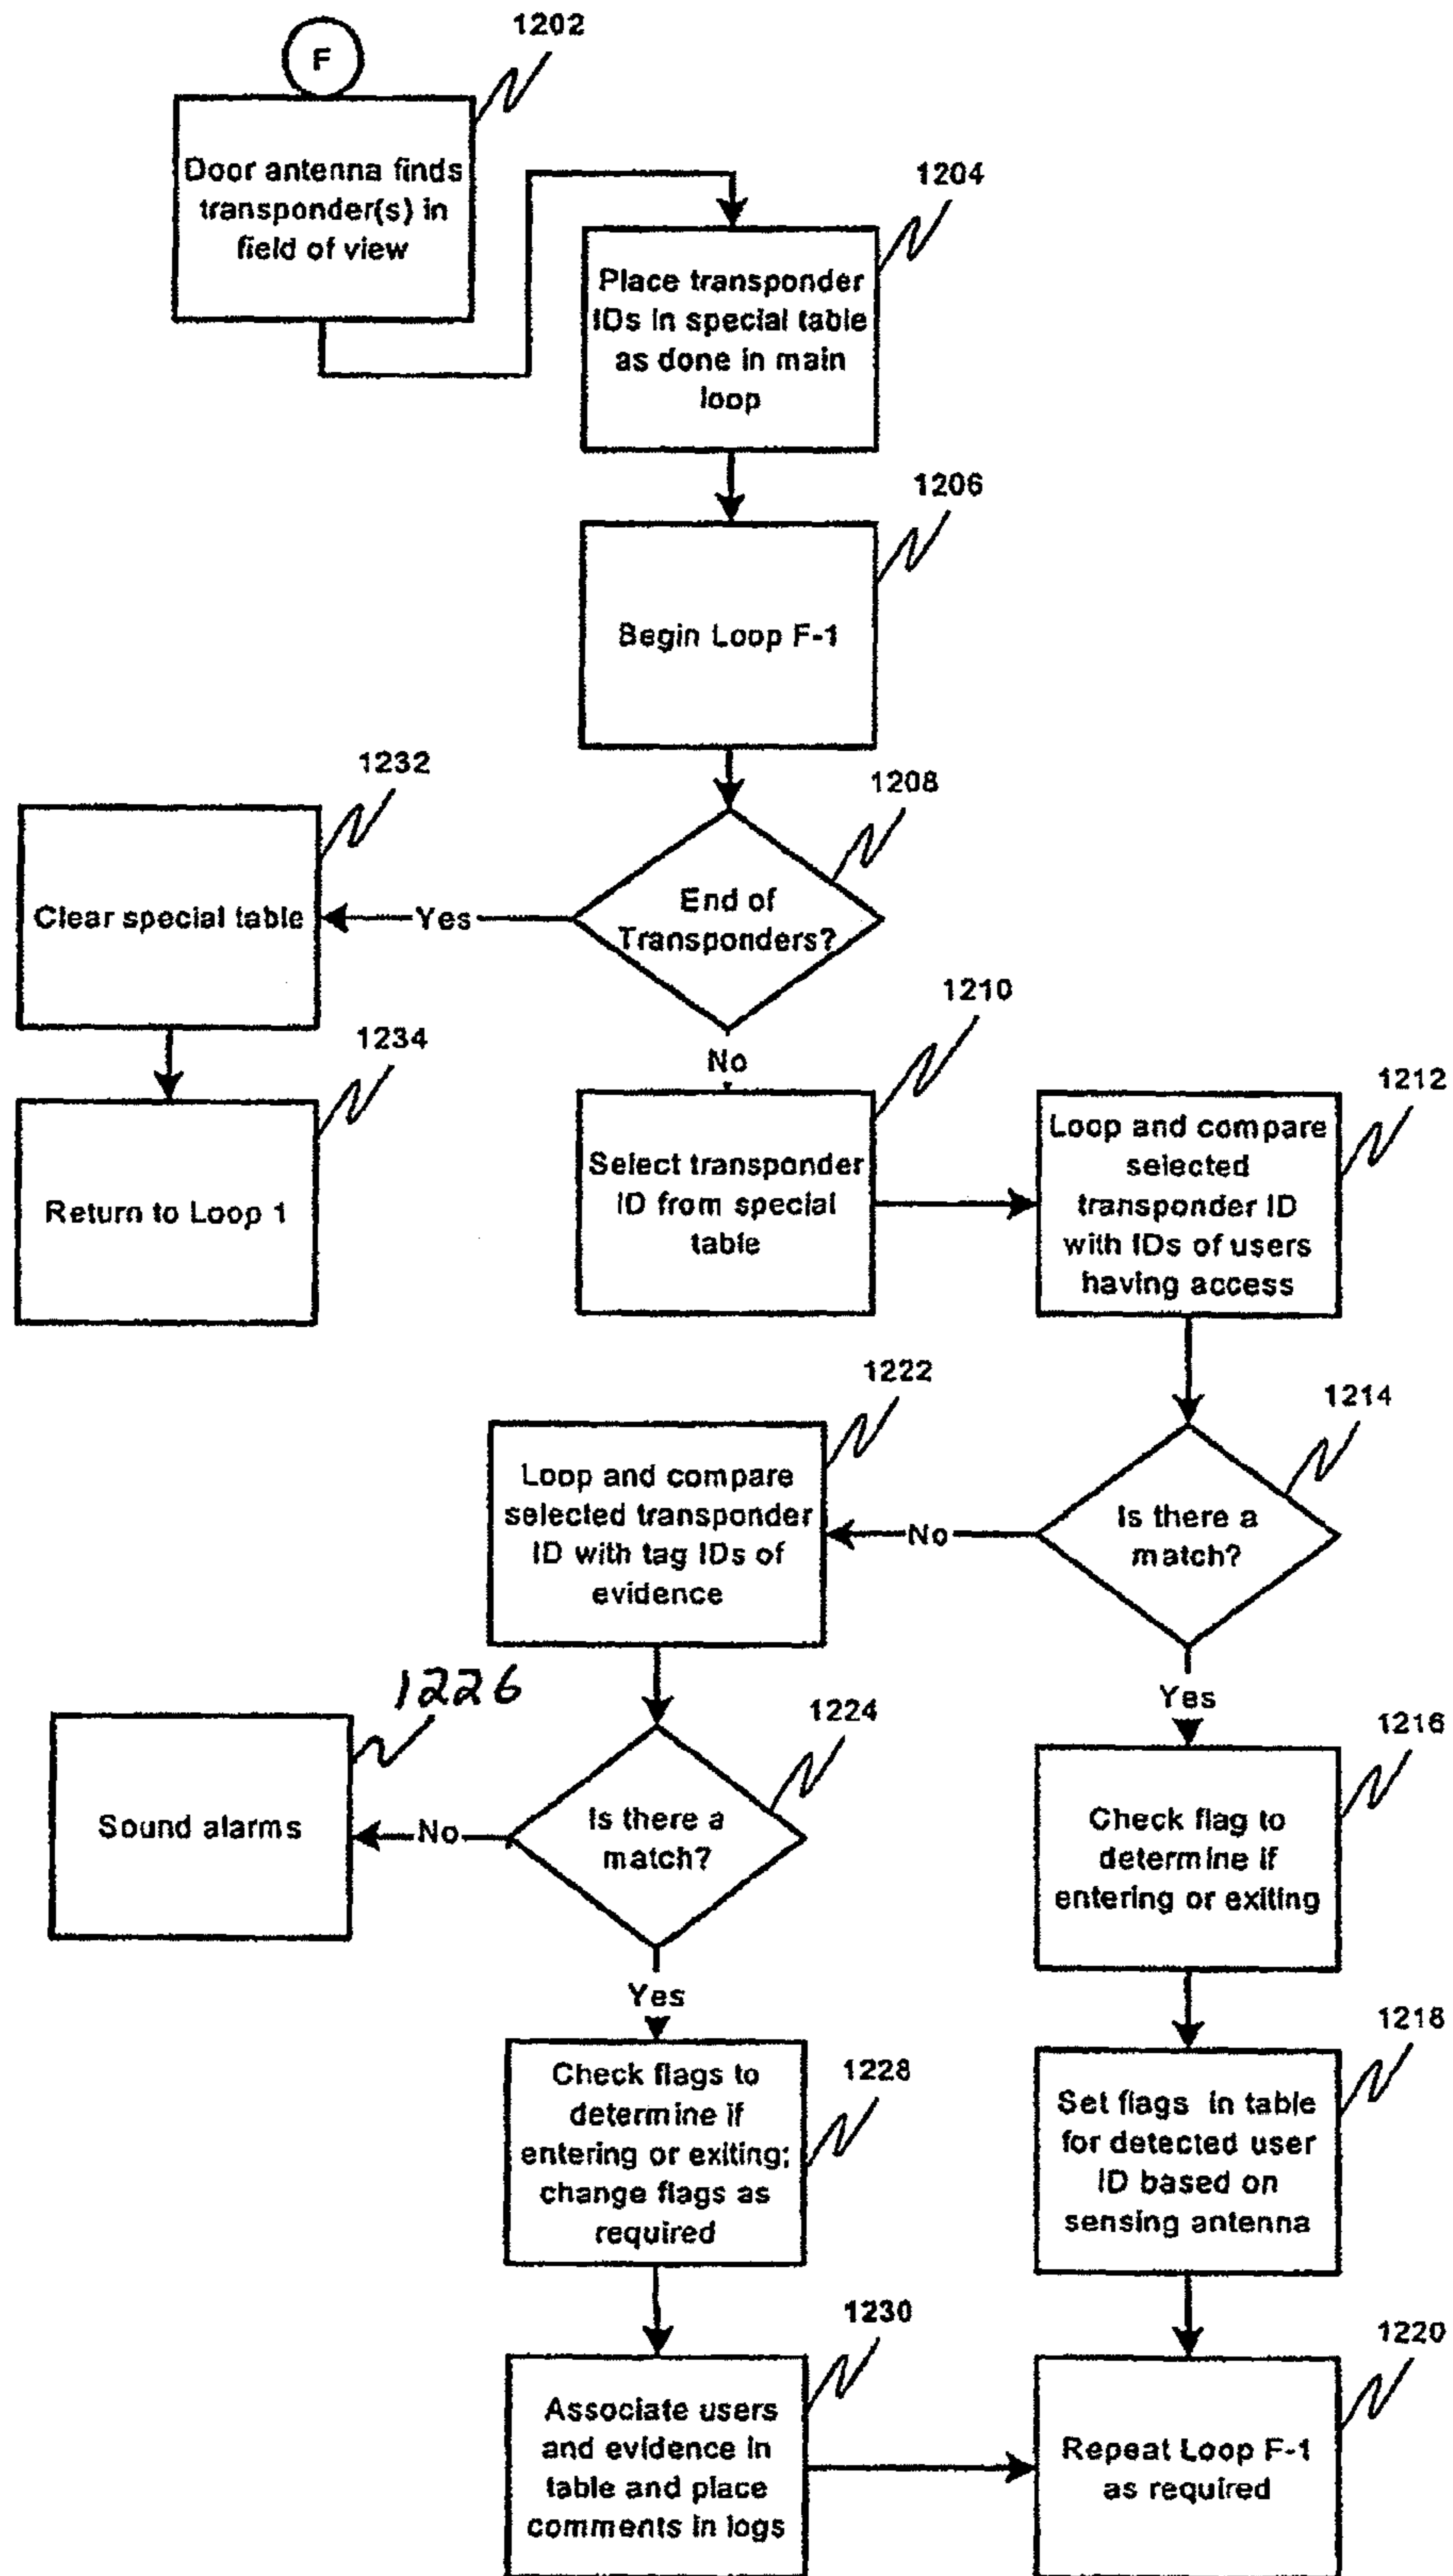 F
1202
Door antenna finds
transponder(s) in
field of view
1204
Place transponder
IDs in special table
as done in main
loop
1206
Begin Loop F-1
1208
End of
Transponders?
Yes
1232
Clear special table
1234
Return to Loop 1
No
1210
Select transponder
ID from special
table
1212
Loop and compare
selected
transponder ID
with IDs of users
having access
1214
Is there a
match?
No
1222
Loop and compare
selected transponder
ID with tag IDs of
evidence
1224
Is there a
match?
No
1226
Sound alarms
Yes
1216
Check flag to
determine if
entering or exiting
1218
Set flags in table
for detected user
ID based on
sensing antenna
Yes
1228
Check flags to
determine if
entering or exiting;
change flags as
required
1230
Associate users
and evidence in
table and place
comments in logs
1220
Repeat Loop F-1
as required